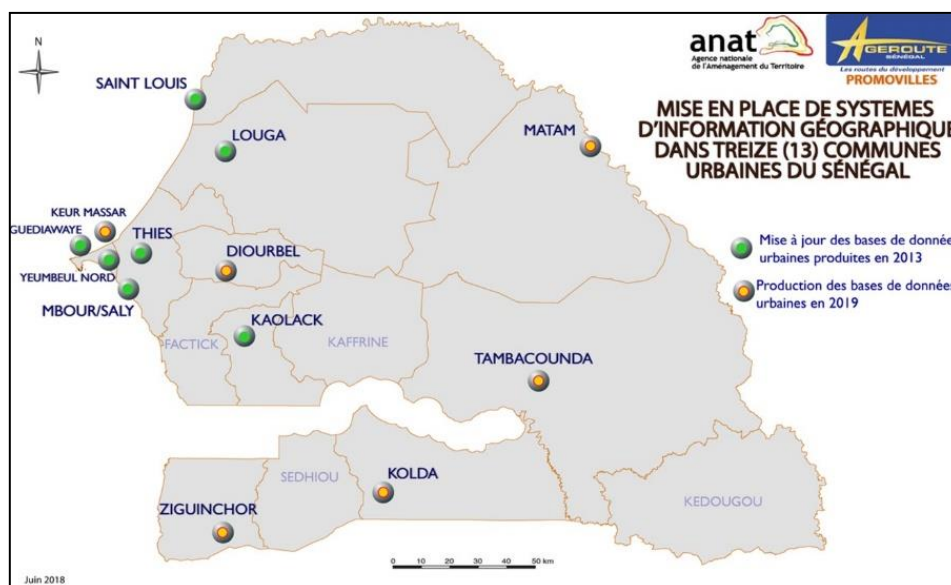 N
anat
Agence nationale
de l'Aménagement du Territoire
AGEROUTE
SÉNÉGAL
Les routes du développement
PROMOVILLES
MISE EN PLACE DE SYSTEMES
D'INFORMATION GÉOGRAPHIQUE
DANS TREIZE (13) COMMUNES
URBAINES DU SÉNÉGAL
SAINT LOUIS
LOUGA
MATAM
KEUR MASSAR
GUEDIAWAYE
THIES
DIOURBEL
YEUMBEUL NORD
MBOUR/SALY
KAOLACK
FACTICK
KAFFRINE
TAMBACOUNDA
SEDHIOU
KOLDA
ZIGUINCHOR
KEDOUGOU
Mise à jour des bases de donnée
urbaines produites en 2013
Production des bases de données
urbaines en 2019
0 10 20 30 40 50 km
Juin 2018